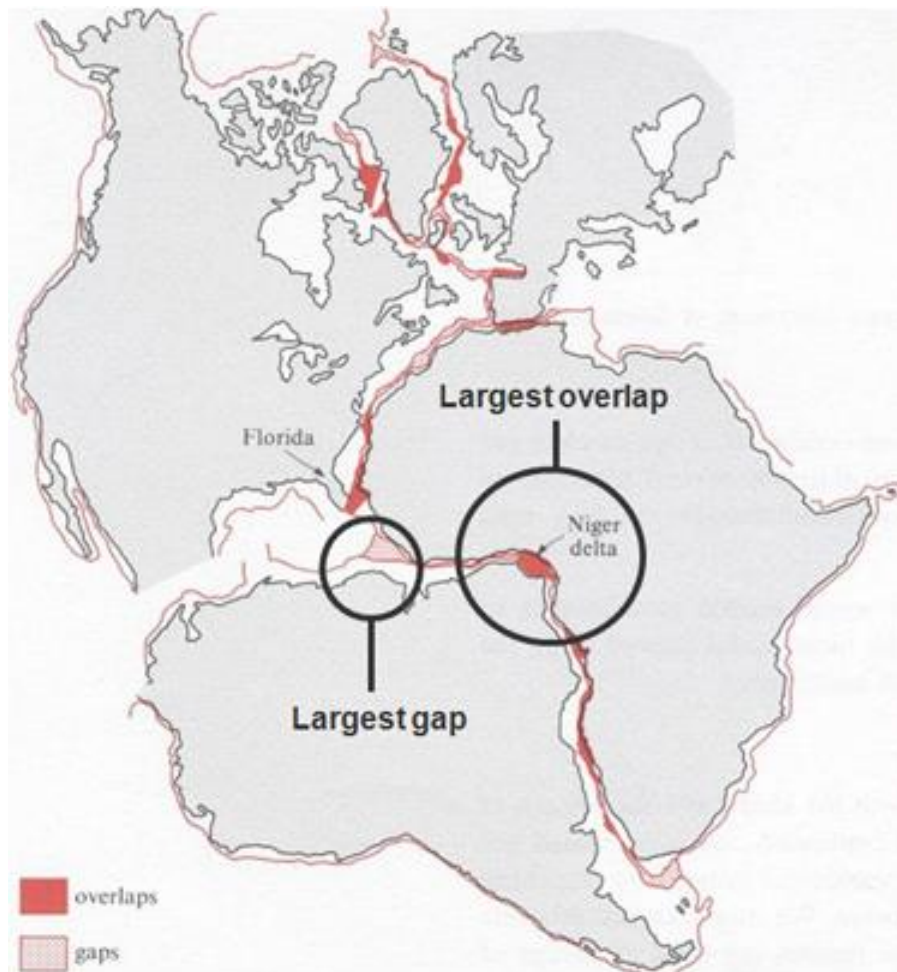 Largest overlap
Florida
Niger
delta
Largest gap
overlaps
gaps